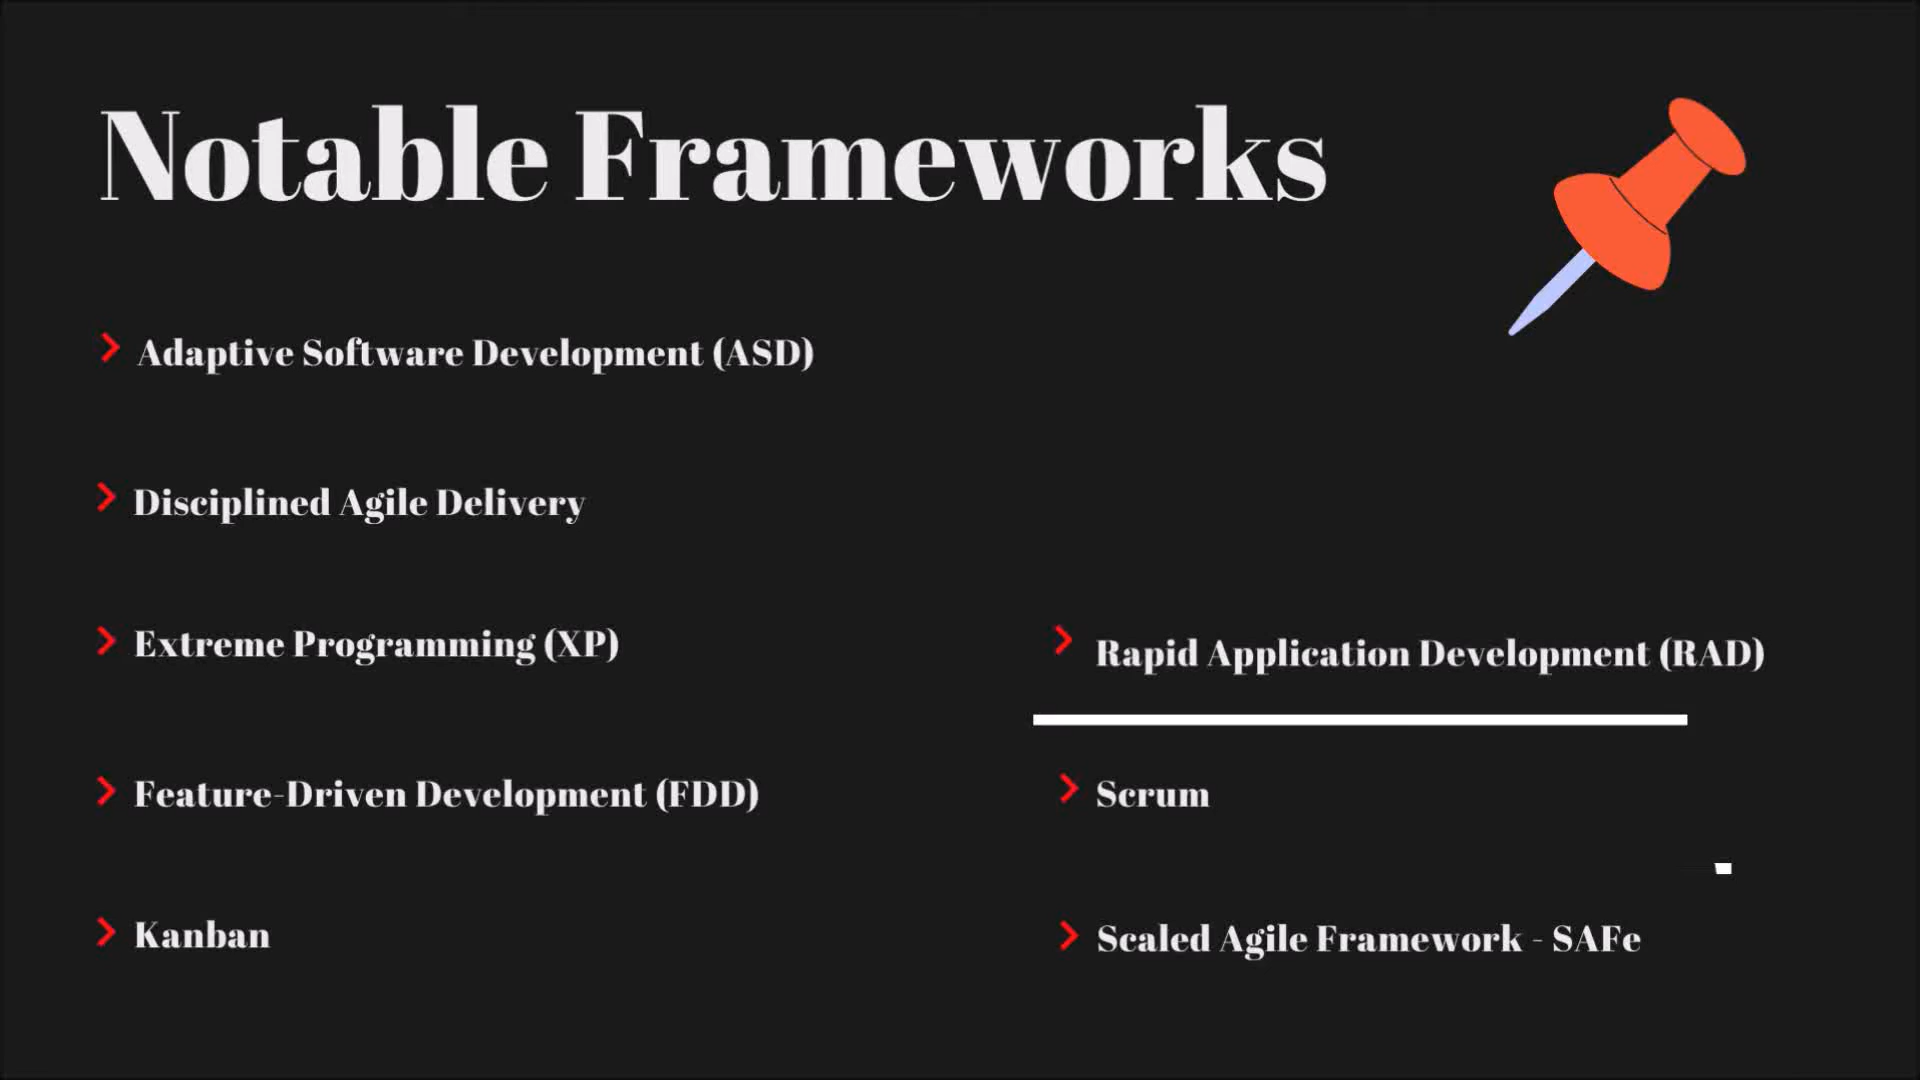 Notable Frameworks
Adaptive Software Development (ASD)
Disciplined Agile Delivery
Extreme Programming (XP)
Feature-Driven Development (FDD)
Kanban
Rapid Application Development (RAD)
Scrum
Scaled Agile Framework - SAFe